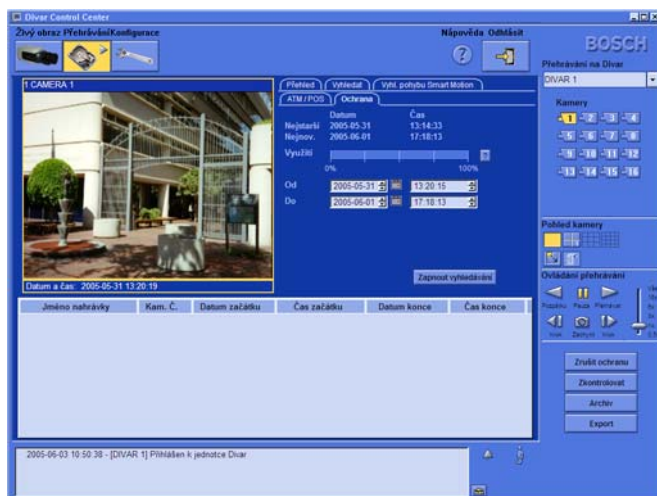 Divar Control Center
Živý obraz Přehrávání Konfigurace Nápověda Odhlásit
BOSCH
Přehrávání na Divar
DIVAR 1
1 CAMERA 1
Přehled Vyhledat Vyhl. pohybu Smart Motion
ATM / POS Ochrana
Datum Čas
Nejstarší 2005-05-31 13:14:33
Nejnov. 2005-06-01 17:18:13
Využití
0% 100%
Od 2005-05-31 13:20:15
Do 2005-06-01 17:18:13
Zapnout vyhledávání
Datum a čas: 2005-05-31 13:20:19
Kamery
1 2 3 4
5 6 7 8
9 10 11 12
13 14 15 16
Pohled kamery
Ovládání přehrávání
Pauza
Krok Zachytit Krok
Jméno nahrávky Kam. Č. Datum začátku Čas začátku Datum konce Čas konce
Zrušit ochranu
Zkontrolovat
Archiv
Export
2005-06-03 10:50:38 - [DIVAR 1] Přihlášen k jednotce Divar